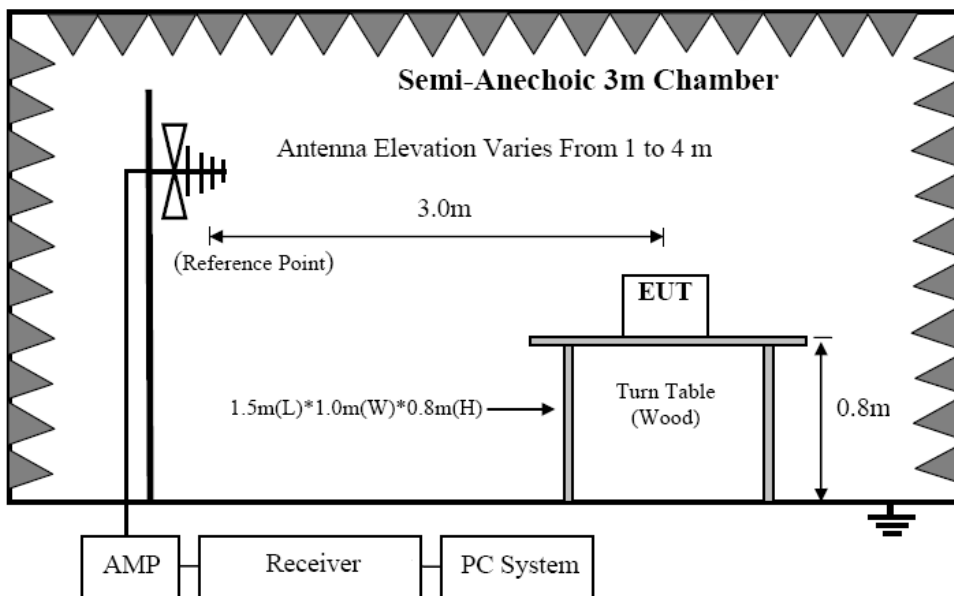 Semi-Anechoic 3m Chamber
Antenna Elevation Varies From 1 to 4 m
3.0m
(Reference Point)
EUT
1.5m(L)*1.0m(W)*0.8m(H)
Turn Table
(Wood)
0.8m
AMP
Receiver
PC System